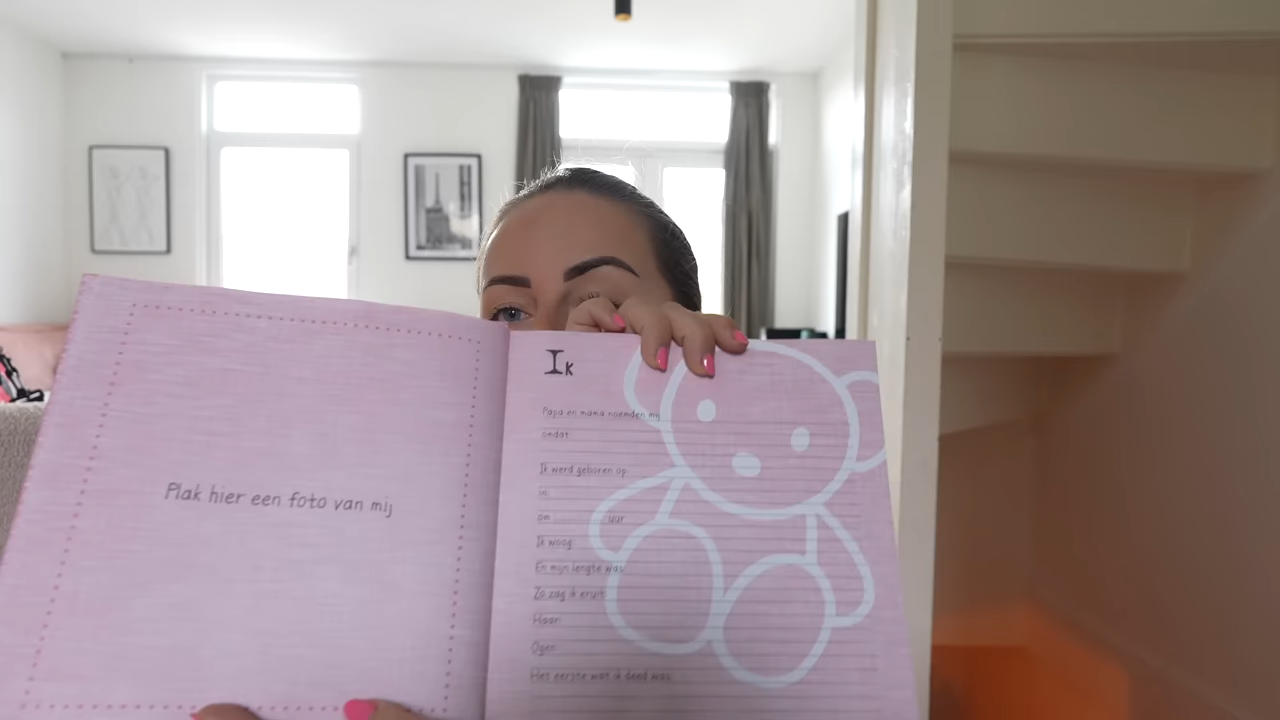 Plak hier een foto van mij
Ik
Papa en mama noemden mij
omdat
Ik werd geboren op
in
om uur
Ik woog
En mijn lengte was
Zo zag ik eruit
Haar
Ogen
Het eerste wat ik deed was